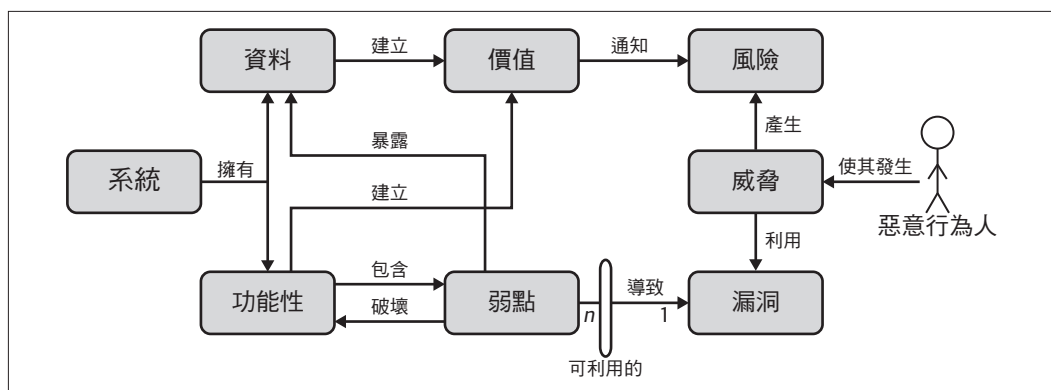 資料
建立
價值
通知
風險
產生
暴露
系統
擁有
威脅
使其發生
惡意行為人
建立
利用
功能性
包含
破壞
弱點
n
導致
1
漏洞
可利用的